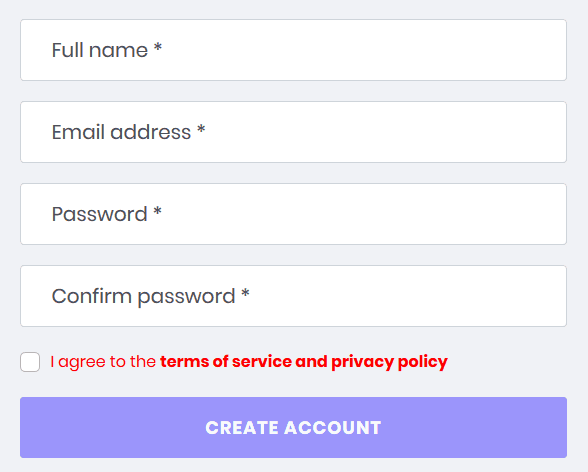 Full name *
Email address *
Password *
Confirm password *
I agree to the terms of service and privacy policy
CREATE ACCOUNT